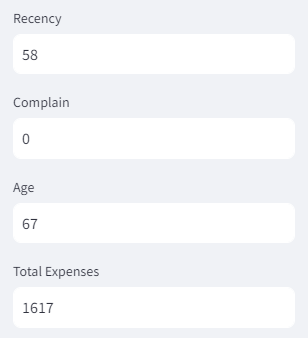 Recency
58
Complain
0
Age
67
Total Expenses
1617